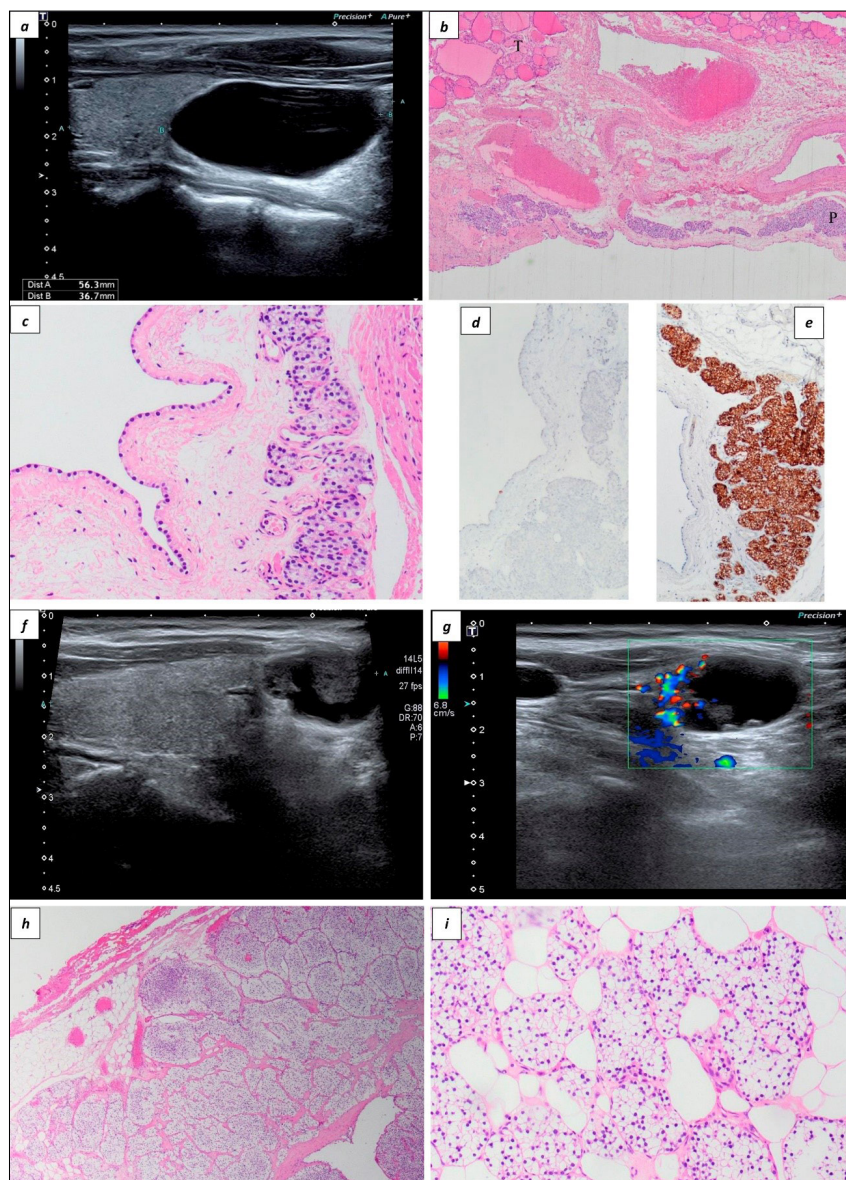 a
T
Precision+ APure+
b
T
P
0
1
2
3
4
4.5
A
B
A
B
Dist A 56.3mm
Dist B 36.7mm
c
d
e
f
0
1
2
3
4
4.5
A
14L5
diffT14
27 fps
G:88
DR:70
A:6
P:7
g
Precision+
T
6.8
cm/s
0
1
2
3
4
5
h
i